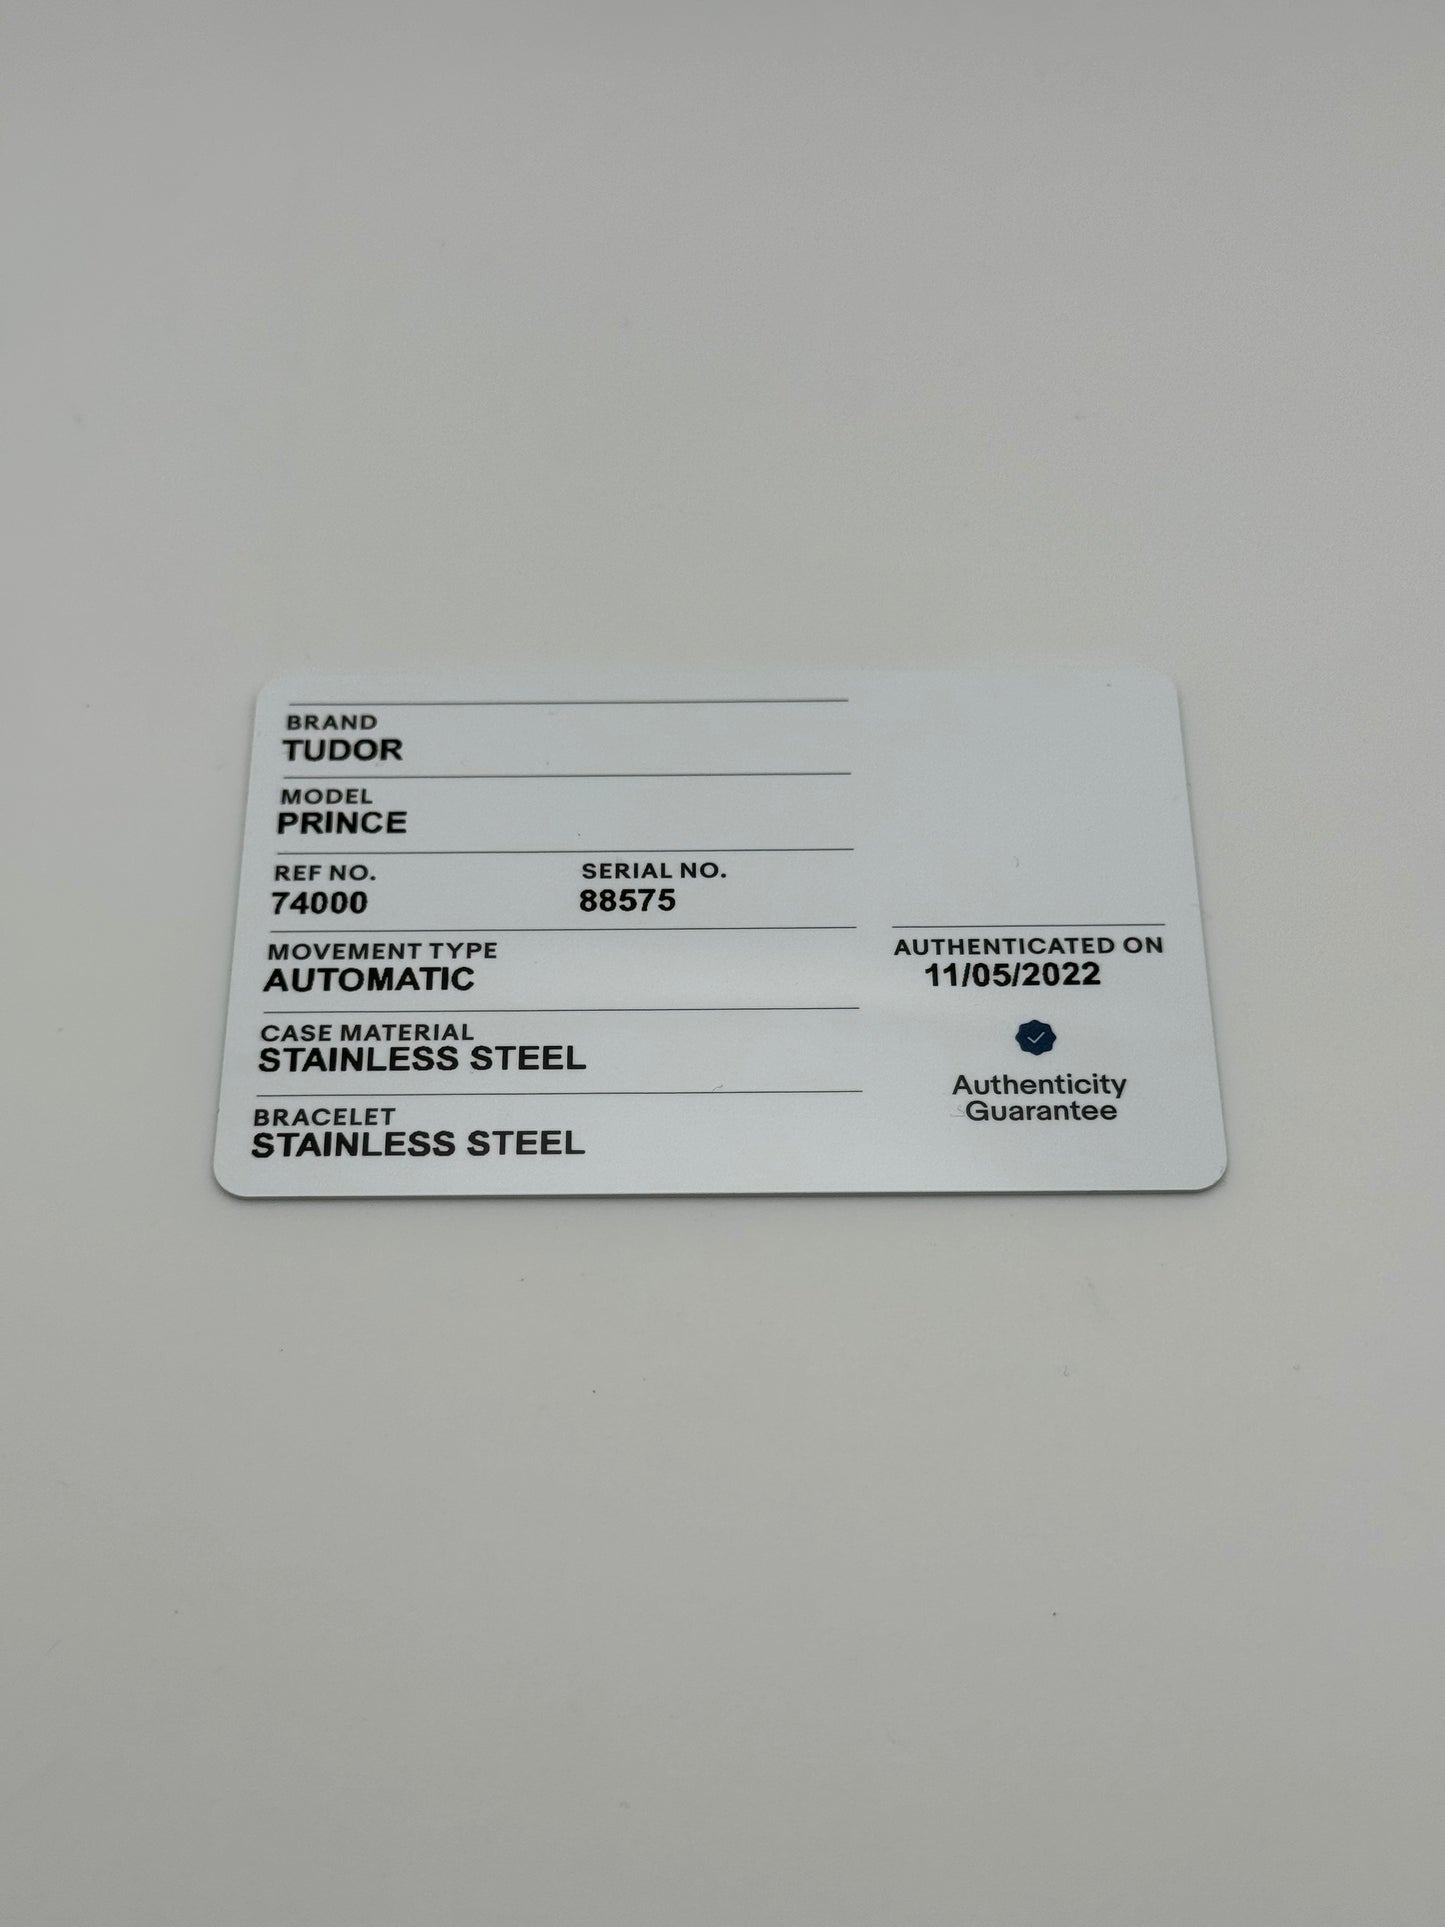 BRAND
TUDOR
MODEL
PRINCE
REF NO. SERIAL NO.
74000 88575
MOVEMENT TYPE
AUTOMATIC
CASE MATERIAL
STAINLESS STEEL
BRACELET
STAINLESS STEEL
AUTHENTICATED ON
11/05/2022
Authenticity
Guarantee